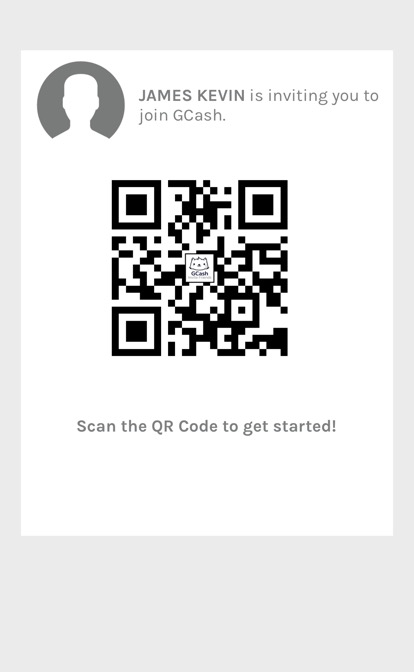 JAMES KEVIN is inviting you to
join GCash.
GCash
Scan the QR Code to get started!